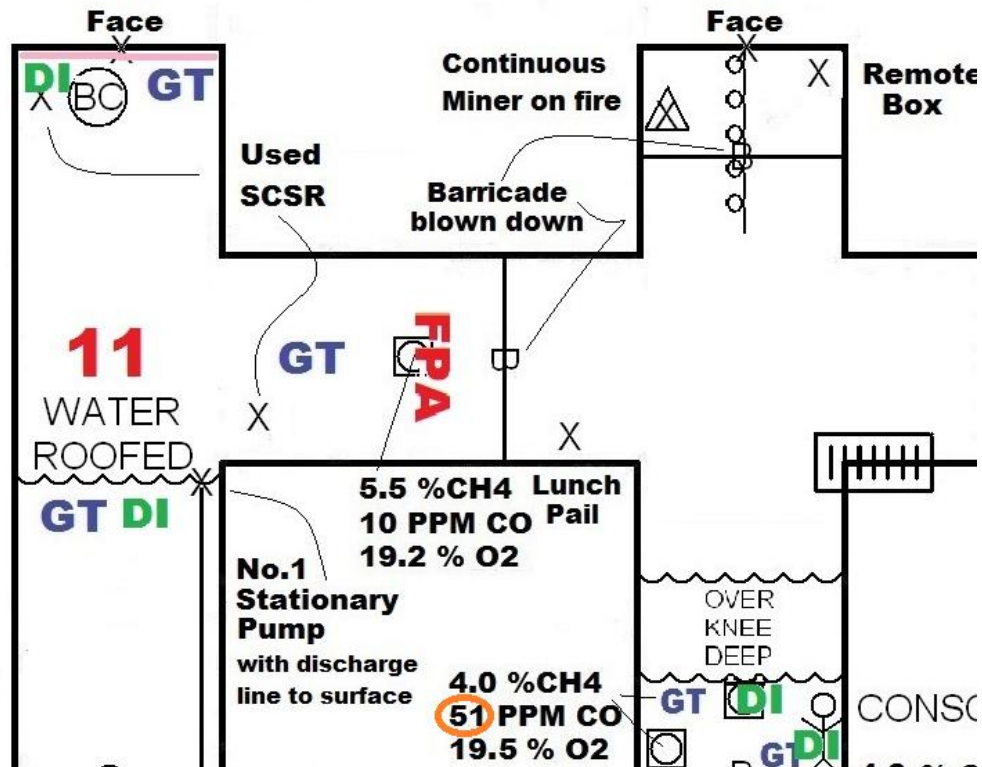 Face
Face
DI
X
X
BC
GT
X
X
Continuous
Miner on fire
Remote
Box
Used
SCSR
Barricade
blown down
B
B
11
GT
FPA
WATER
ROOFED
X
X
X
GT DI
5.5 %CH4
10 PPM CO
19.2 % O2
Lunch
Pail
No.1
Stationary
Pump
with discharge
line to surface
OVER
KNEE
DEEP
4.0 %CH4
51 PPM CO
19.5 % O2
GT
DI
GT
DI